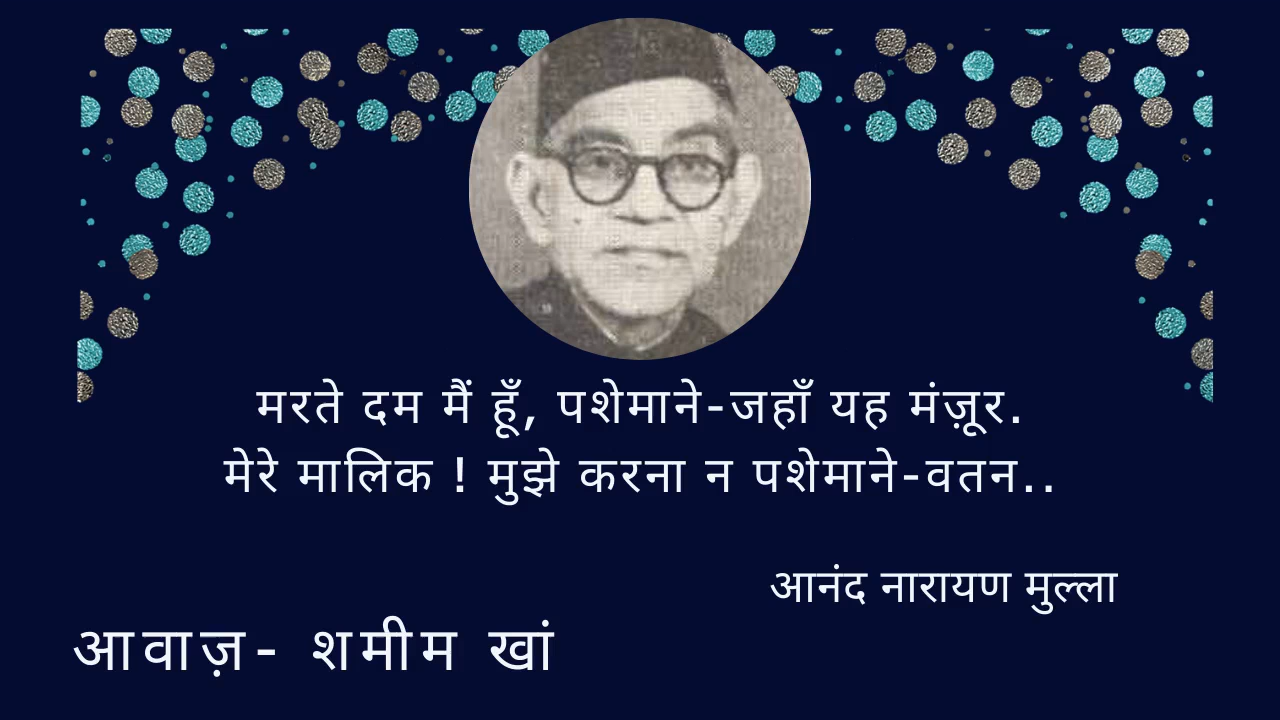 मरते दम मैं हूँ, पशेमाने-जहाँ यह मंज़ूर.
मेरे मालिक ! मुझे करना न पशेमाने-वतन..
आनंद नारायण मुल्ला
आवाज़- शमीम खां